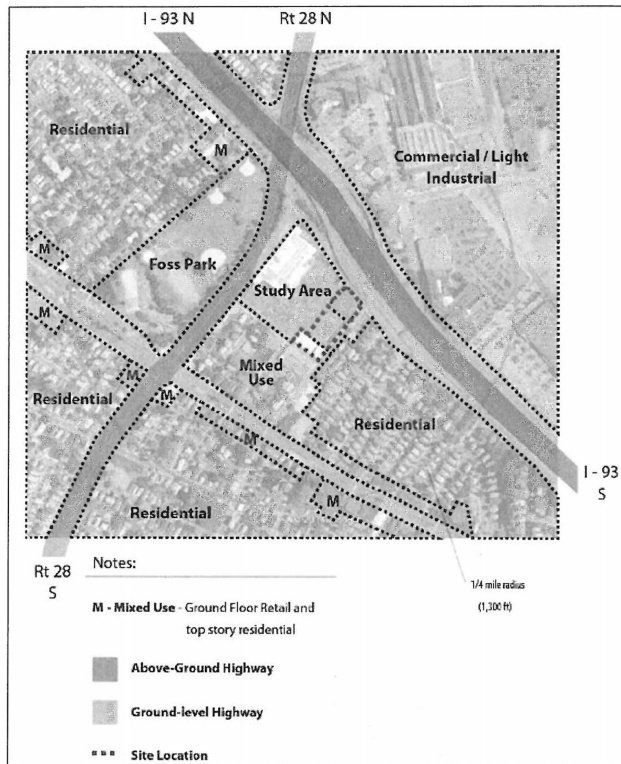 I - 93 N
Rt 28 N
Residential
M
Commercial / Light
Industrial
M
Foss Park
Study Area
M
Mixed
Use
M
Residential
M
Residential
M
M
Residential
M
I - 93
S
Rt 28
S
Notes:
1/4 mile radius
(1,300 ft)
M - Mixed Use - Ground Floor Retail and
top story residential
Above-Ground Highway
Ground-level Highway
Site Location